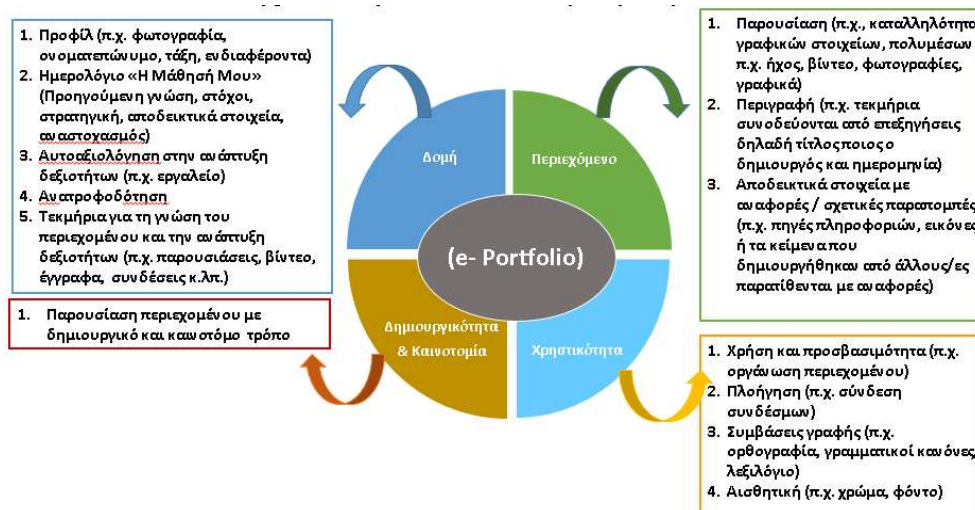 1. Προφίλ (π.χ. φωτογραφία,
ονοματεπώνυμο, τάξη, ενδιαφέροντα)
2. Ημερολόγιο «Η Μάθησή Μου»
(Προηγούμενη γνώση, στόχοι,
στρατηγική, αποδεικτικά στοιχεία,
αναστοχασμός)
3. Αυτοαξιολόγηση στην ανάπτυξη
δεξιοτήτων (π.χ. εργαλείο)
4. Ανατροφοδότηση
5. Τεκμήρια για τη γνώση του
περιεχομένου και την ανάπτυξη
δεξιοτήτων (π.χ. παρουσιάσεις, βίντεο,
έγγραφα, συνδέσεις κ.λπ.)
1. Παρουσίαση περιεχομένου με
δημιουργικό και καινοτόμο τρόπο
Δομή
Περιεχόμενο
(e- Portfolio)
Δημιουργικότητα
& Καινοτομία
Χρηστικότητα
1. Παρουσίαση (π.χ., καταλληλότητα
γραφικών στοιχείων, πολυμέσων
π.χ. ήχος, βίντεο, φωτογραφίες,
γραφικά)
2. Περιγραφή (π.χ. τεκμήρια
συνοδεύονται από επεξηγήσεις
δηλαδή τίτλος ποιος ο
δημιουργός και ημερομηνία)
3. Αποδεικτικά στοιχεία με
αναφορές / σχετικές παραπομπές
(π.χ. πηγές πληροφοριών, εικόνες
ή τα κείμενα που
δημιουργήθηκαν από άλλους/ες
παρατίθενται με αναφορές)
1. Χρήση και προσβασιμότητα (π.χ.
οργάνωση περιεχομένου)
2. Πλοήγηση (π.χ. σύνδεση
συνδέσμων)
3. Συμβάσεις γραφής (π.χ.
ορθογραφία, γραμματικοί κανόνες,
λεξιλόγιο)
4. Αισθητική (π.χ. χρώμα, φόντο)